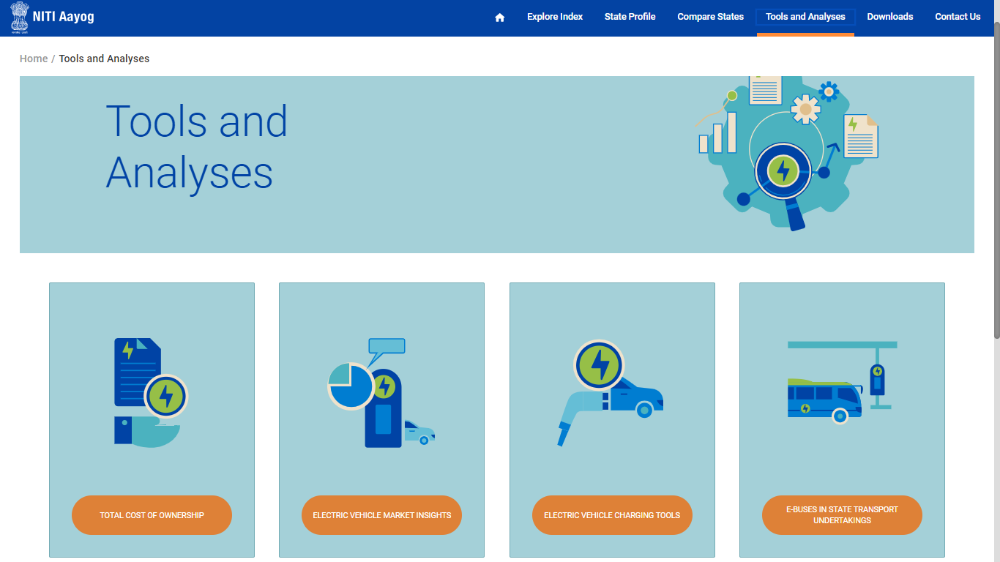 NITI Aayog
Explore Index
State Profile
Compare States
Tools and Analyses
Downloads
Contact Us
Home / Tools and Analyses
Tools and
Analyses
TOTAL COST OF OWNERSHIP
ELECTRIC VEHICLE MARKET INSIGHTS
ELECTRIC VEHICLE CHARGING TOOLS
E-BUSES IN STATE TRANSPORT
UNDERTAKINGS